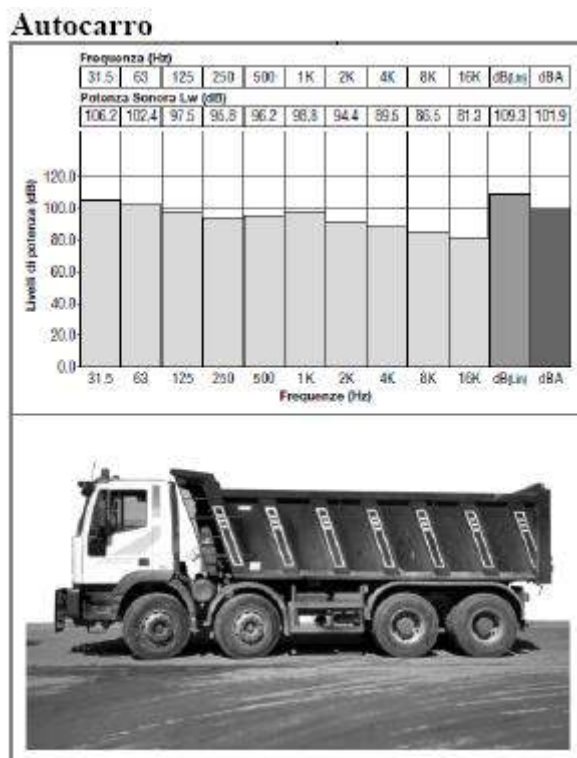 Autocarro
Frequenza (Hz)
31.5 63 125 250 500 1K 2K 4K 8K 16K dB(Lin) dBA
Potenza Sonora Lw (dB)
106.2 102.4 97.5 95.8 96.2 98.8 94.4 89.5 86.5 81.3 109.3 101.9
Livelli di potenza (dB)
120.0
100.0
80.0
60.0
40.0
20.0
0.0
31.5 63 125 250 500 1K 2K 4K 8K 16K dB(Lin) dBA
Frequenze (Hz)